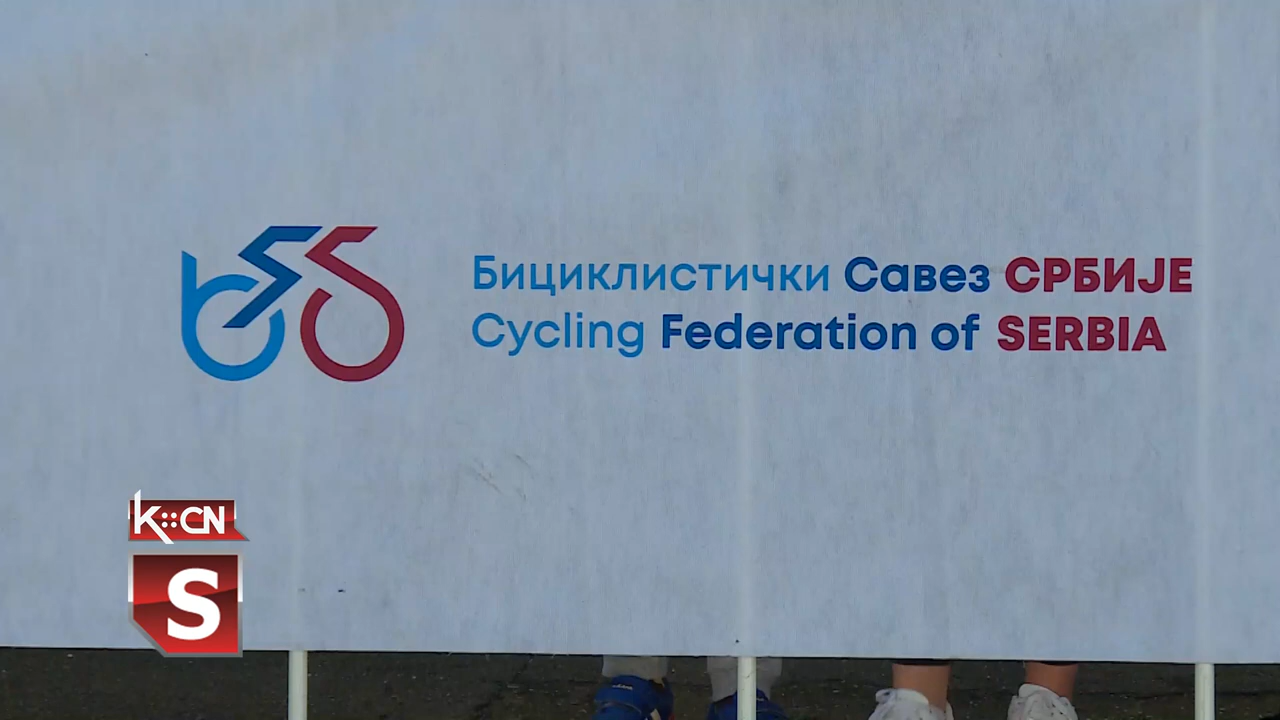 Бициклистички Савез СРБИЈЕ
Cycling Federation of SERBIA
K::CN
S